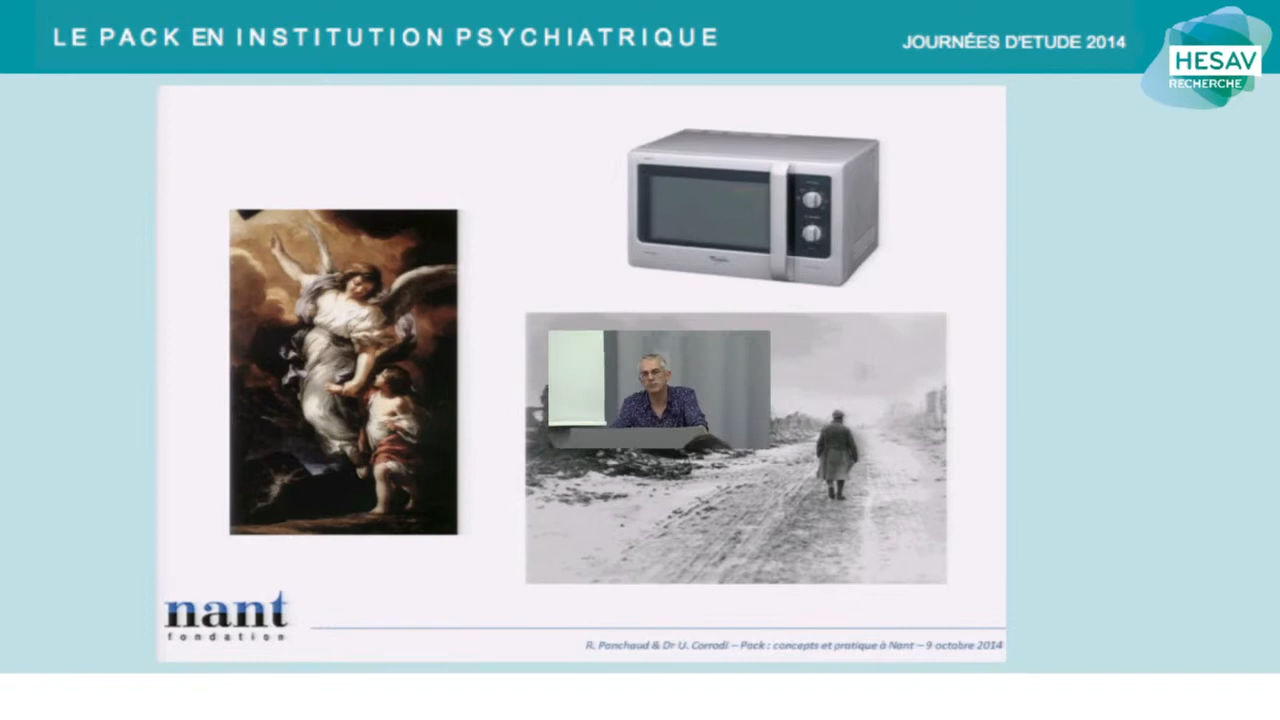 LE PACK EN INSTITUTION PSYCHIATRIQUE
JOURNÉES D'ETUDE 2014
HESAV
RECHERCHE
nant
fondation
R. Panchaud & Dr U. Corradi – Pack : concepts et pratique à Nant – 9 octobre 2014